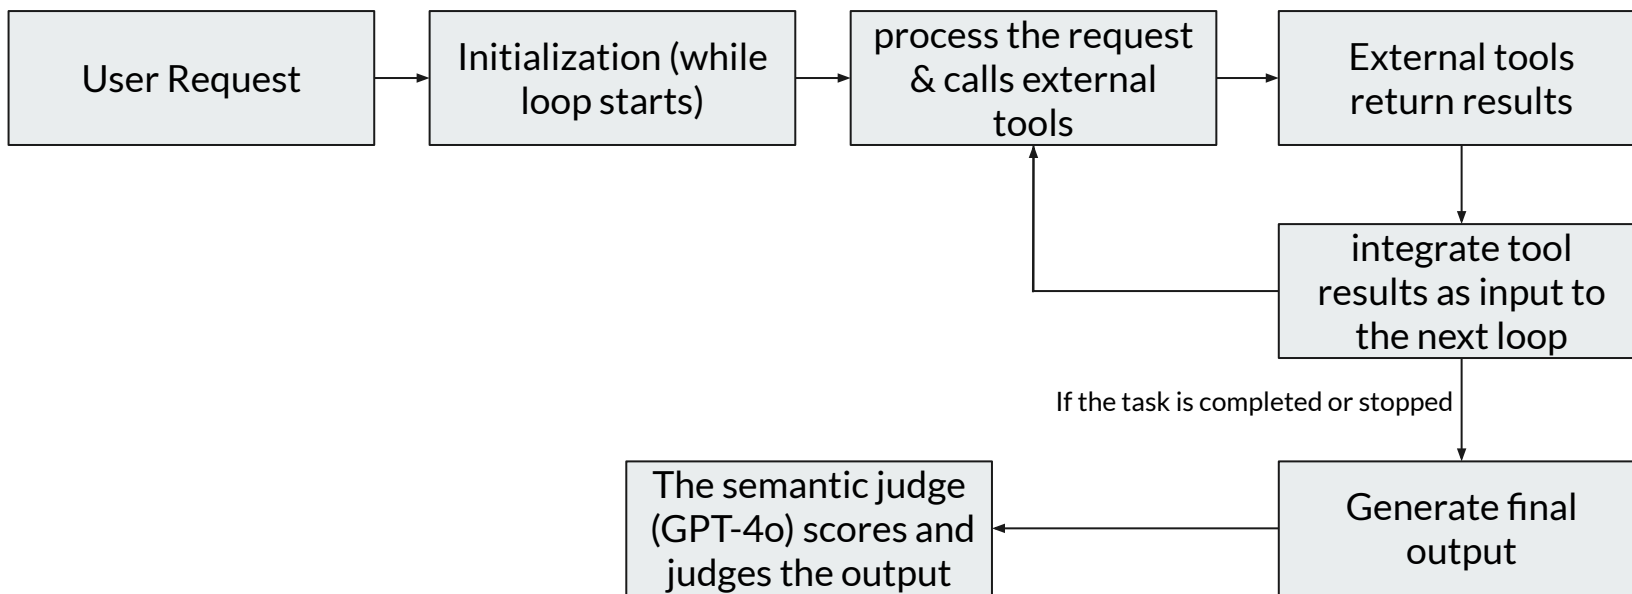 User Request
Initialization (while
loop starts)
process the request
& calls external
tools
External tools
return results
integrate tool
results as input to
the next loop
If the task is completed or stopped
The semantic judge
(GPT-4o) scores and
judges the output
Generate final
output